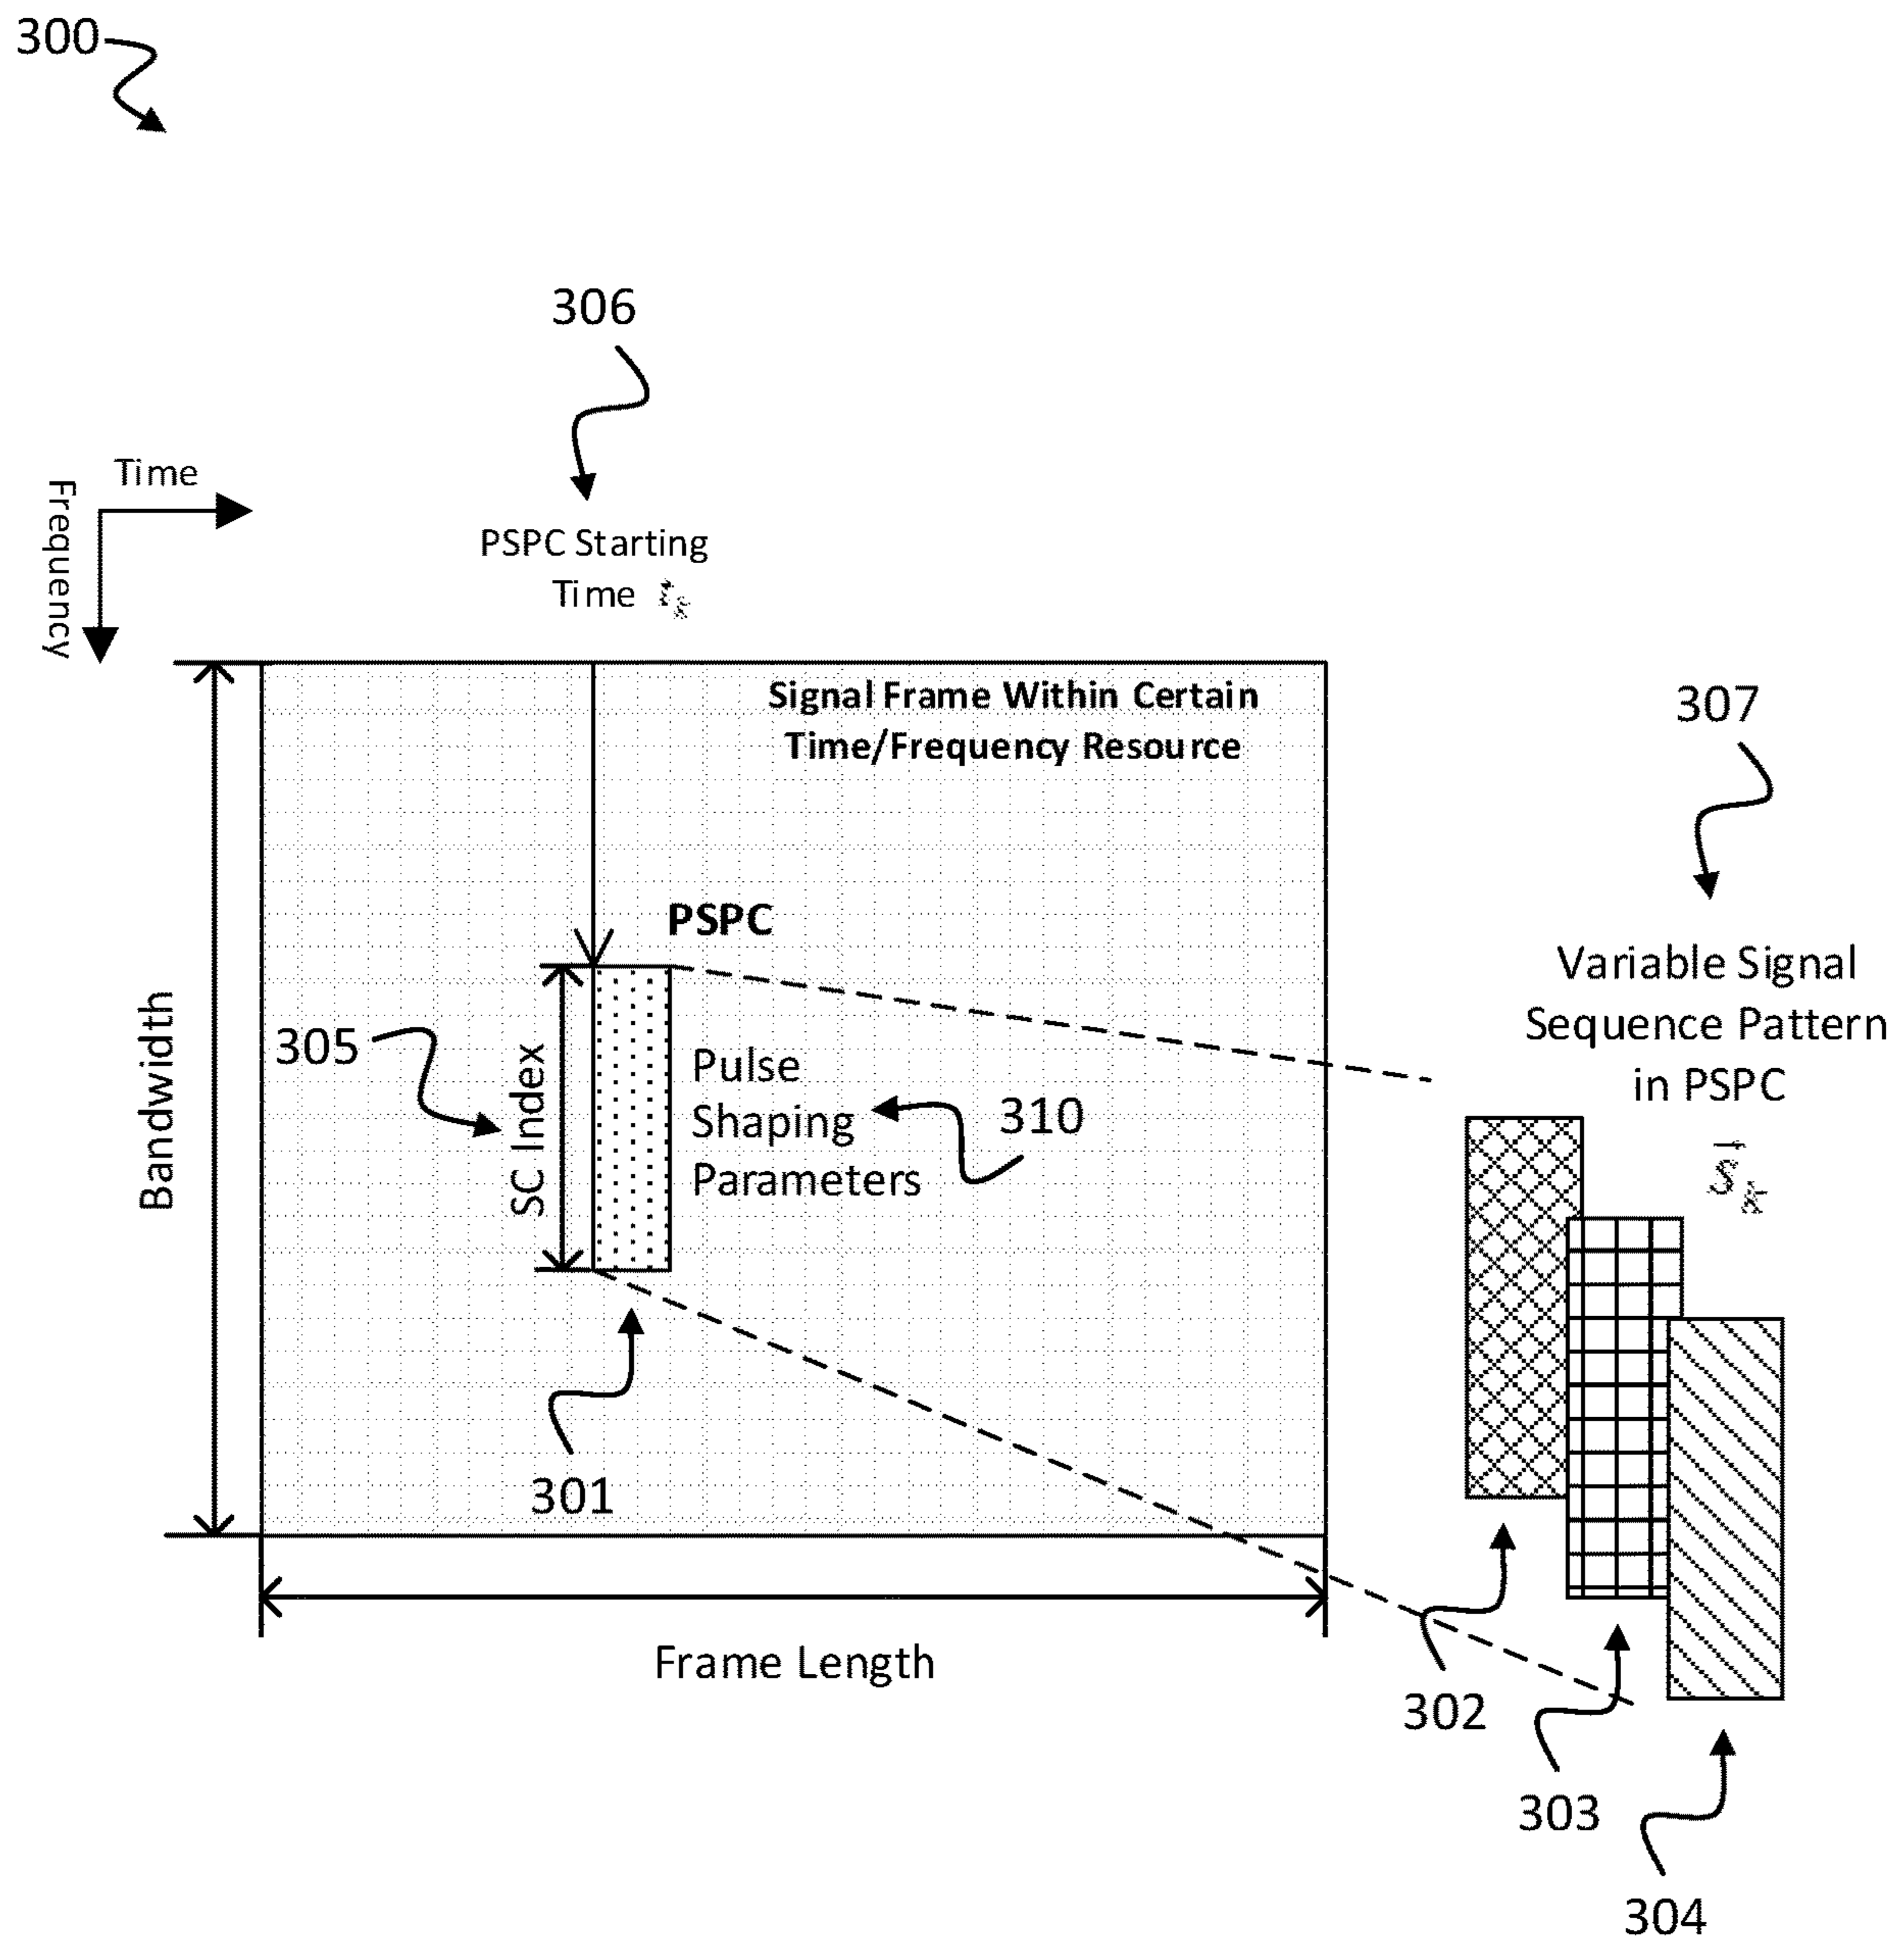 300
306
Time
Frequency
PSPC Starting
Time t_k
Signal Frame Within Certain
Time/Frequency Resource
307
PSPC
Variable Signal
Sequence Pattern
in PSPC
s⃗_k
305
SC Index
Pulse
Shaping
Parameters
310
Bandwidth
301
Frame Length
302
303
304